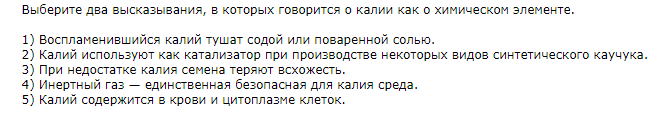 Выберите два высказывания, в которых говорится о калии как о химическом элементе.
1) Воспламенившийся калий тушат содой или поваренной солью.
2) Калий используют как катализатор при производстве некоторых видов синтетического каучука.
3) При недостатке калия семена теряют всхожесть.
4) Инертный газ — единственная безопасная для калия среда.
5) Калий содержится в крови и цитоплазме клеток.